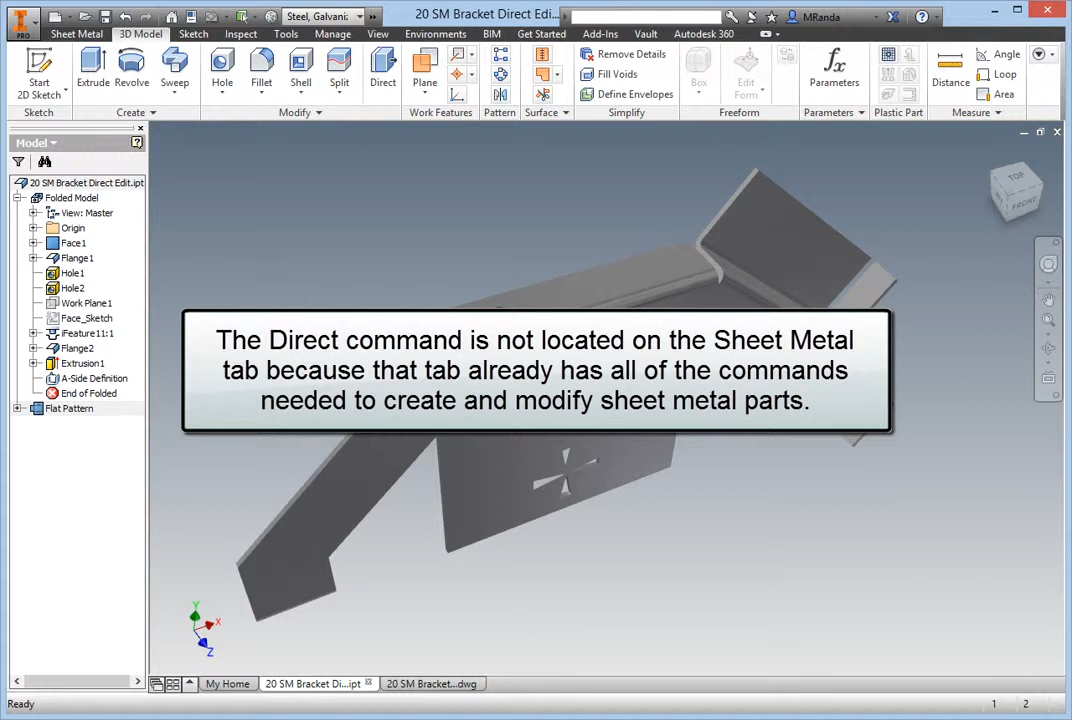 Steel, Galvani:
20 SM Bracket Direct Edi...
MRanda
PRO
Sheet Metal 3D Model Sketch Inspect Tools Manage View Environments BIM Get Started Add-Ins Vault Autodesk 360
Start
2D Sketch
Extrude
Revolve
Sweep
Hole
Fillet
Shell
Split
Direct
Plane
Remove Details
Fill Voids
Define Envelopes
Box
Edit
Form
fx
Parameters
Distance
Angle
Loop
Area
Sketch Create Modify Work Features Pattern Surface Simplify Freeform Parameters Plastic Part Measure
Model
20 SM Bracket Direct Edit.ipt
Folded Model
View: Master
Origin
Face1
Flange1
Hole1
Hole2
Work Plane1
Face_Sketch
iFeature11:1
Flange2
Extrusion1
A-Side Definition
End of Folded
Flat Pattern
TOP
FRONT
The Direct command is not located on the Sheet Metal
tab because that tab already has all of the commands
needed to create and modify sheet metal parts.
Y
X
Z
My Home 20 SM Bracket Di...ipt 20 SM Bracket...dwg
Ready 1 2